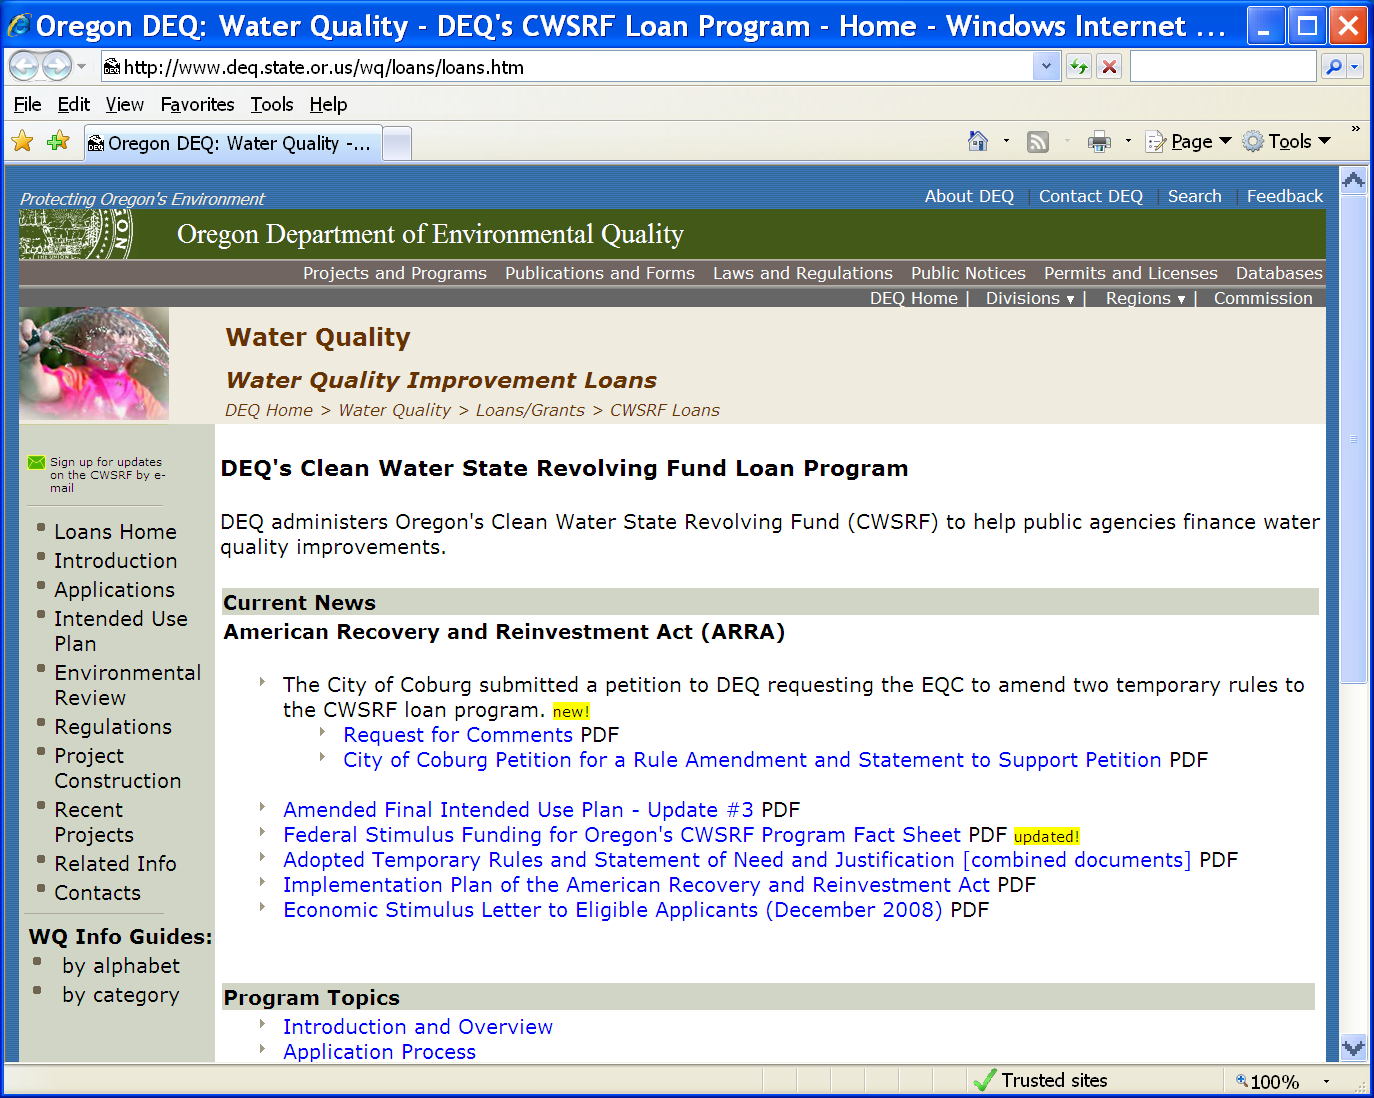 Oregon DEQ: Water Quality - DEQ's CWSRF Loan Program - Home - Windows Internet ...
http://www.deq.state.or.us/wq/loans/loans.htm
File Edit View Favorites Tools Help
Oregon DEQ: Water Quality -...
Page Tools »
Protecting Oregon's Environment
About DEQ | Contact DEQ | Search | Feedback
Oregon Department of Environmental Quality
Projects and Programs Publications and Forms Laws and Regulations Public Notices Permits and Licenses Databases
DEQ Home | Divisions ▼ | Regions ▼ | Commission
Water Quality
Water Quality Improvement Loans
DEQ Home > Water Quality > Loans/Grants > CWSRF Loans
Sign up for updates
on the CWSRF by e-
mail
Loans Home
Introduction
Applications
Intended Use
Plan
Environmental
Review
Regulations
Project
Construction
Recent
Projects
Related Info
Contacts
WQ Info Guides:
by alphabet
by category
DEQ's Clean Water State Revolving Fund Loan Program
DEQ administers Oregon's Clean Water State Revolving Fund (CWSRF) to help public agencies finance water
quality improvements.
Current News
American Recovery and Reinvestment Act (ARRA)
The City of Coburg submitted a petition to DEQ requesting the EQC to amend two temporary rules to
the CWSRF loan program. new!
Request for Comments PDF
City of Coburg Petition for a Rule Amendment and Statement to Support Petition PDF
Amended Final Intended Use Plan - Update #3 PDF
Federal Stimulus Funding for Oregon's CWSRF Program Fact Sheet PDF updated!
Adopted Temporary Rules and Statement of Need and Justification [combined documents] PDF
Implementation Plan of the American Recovery and Reinvestment Act PDF
Economic Stimulus Letter to Eligible Applicants (December 2008) PDF
Program Topics
Introduction and Overview
Application Process
Trusted sites
100%